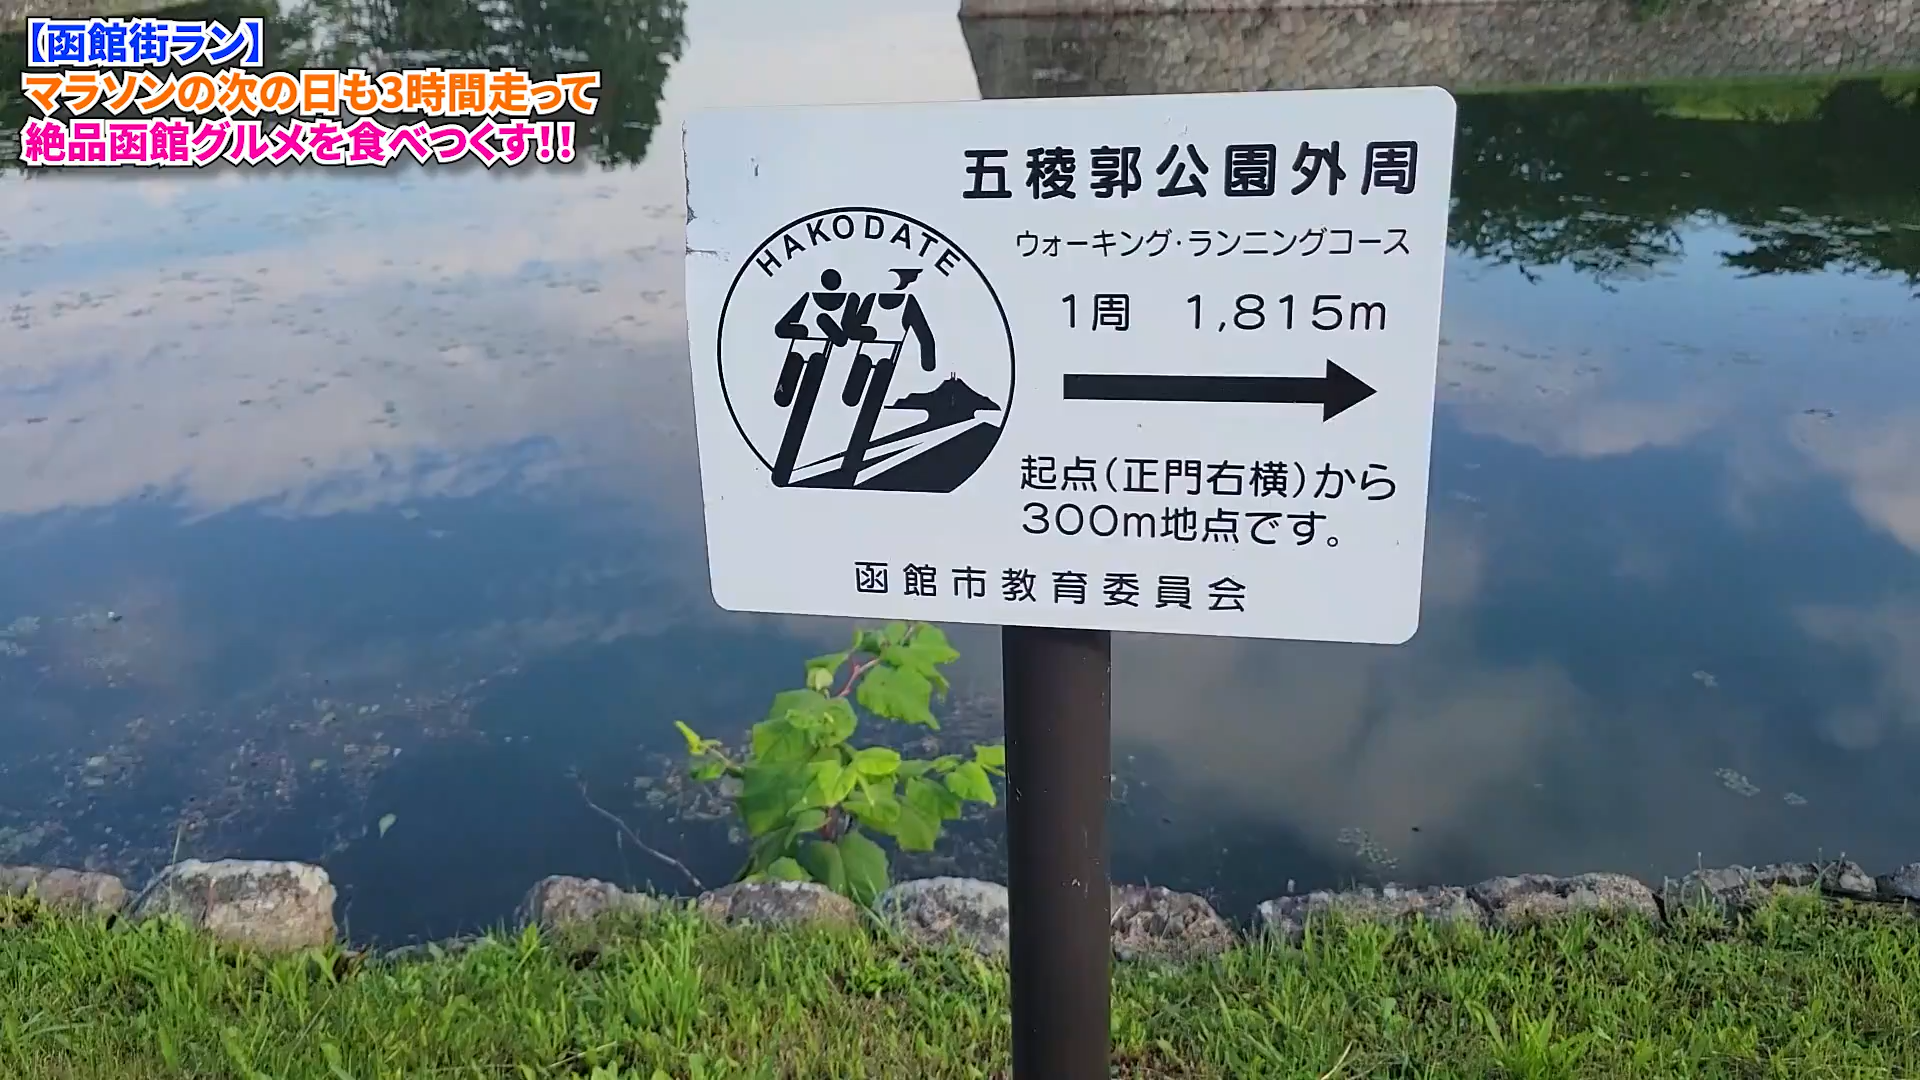 【函館街ラン】
マラソンの次の日も3時間走って
絶品函館グルメを食べつくす!!
五稜郭公園外周
HAKODATE
ウォーキング・ランニングコース
1周 1,815m
起点(正門右横)から
300m地点です。
函館市教育委員会